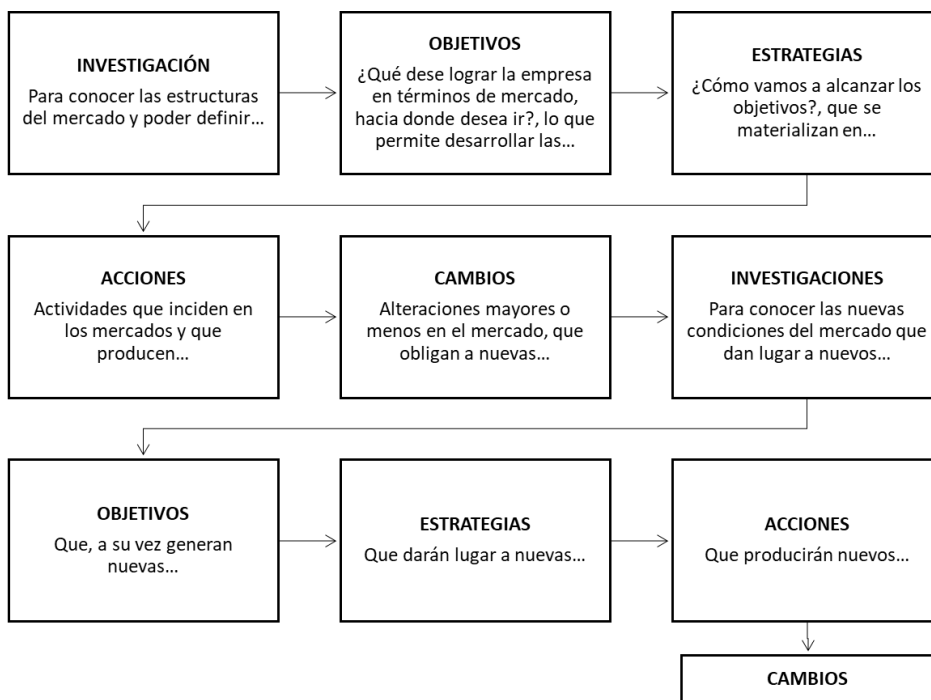 INVESTIGACIÓN
Para conocer las estructuras
del mercado y poder definir...
OBJETIVOS
¿Qué dese lograr la empresa
en términos de mercado,
hacia donde desea ir?, lo que
permite desarrollar las...
ESTRATEGIAS
¿Cómo vamos a alcanzar los
objetivos?, que se
materializan en...
ACCIONES
Actividades que inciden en
los mercados y que
producen...
CAMBIOS
Alteraciones mayores o
menos en el mercado, que
obligan a nuevas...
INVESTIGACIONES
Para conocer las nuevas
condiciones del mercado que
dan lugar a nuevos...
OBJETIVOS
Que, a su vez generan
nuevas...
ESTRATEGIAS
Que darán lugar a nuevas...
ACCIONES
Que producirán nuevos...
CAMBIOS